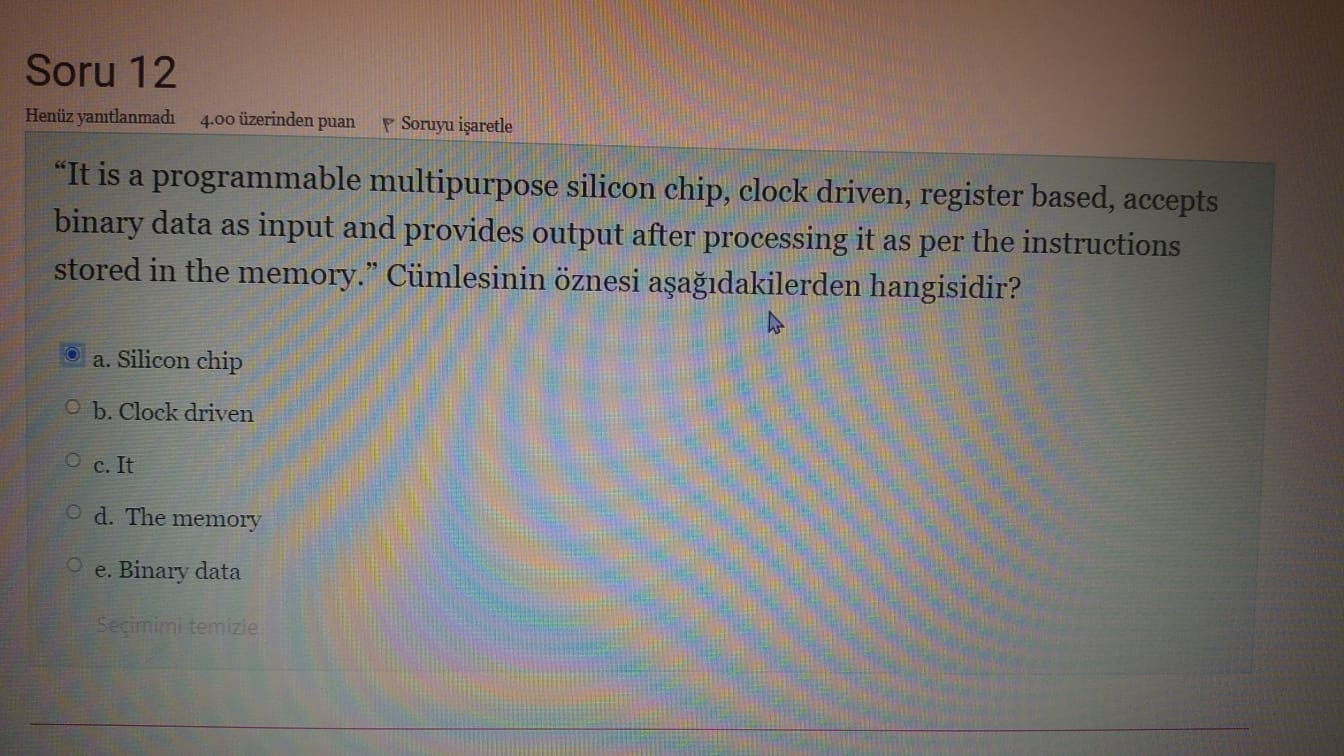 Soru 12
Henüz yanıtlanmadı 4.00 üzerinden puan Soruyu işaretle
“It is a programmable multipurpose silicon chip, clock driven, register based, accepts
binary data as input and provides output after processing it as per the instructions
stored in the memory.” Cümlesinin öznesi aşağıdakilerden hangisidir?
a. Silicon chip
b. Clock driven
c. It
d. The memory
e. Binary data
Seçimimi temizle